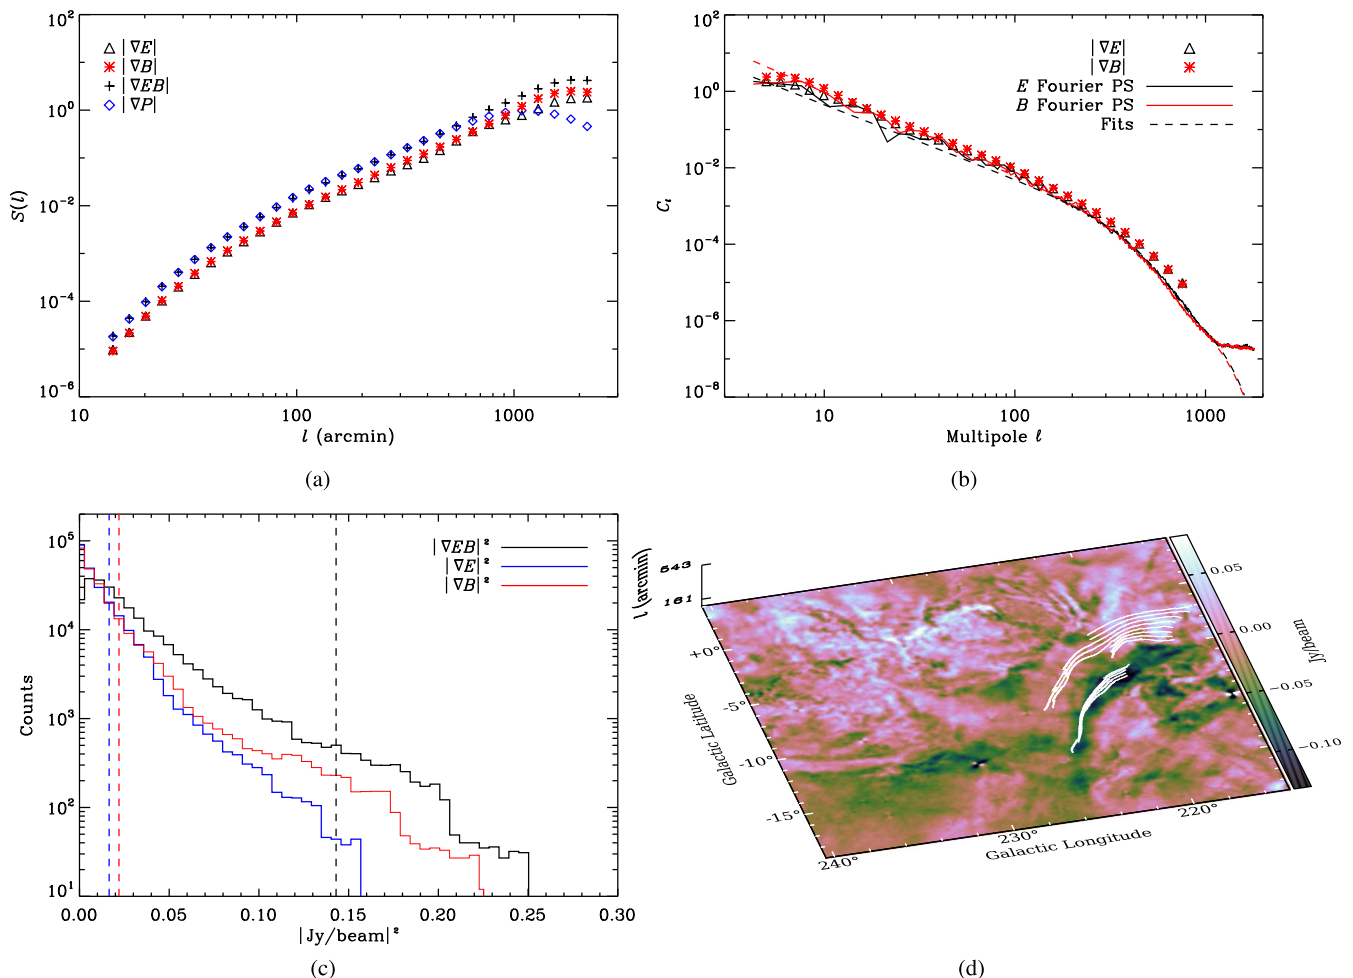 10²
10⁰
10⁻²
10⁻⁴
10⁻⁶
S(l)
|∇E|
|∇B|
|∇EB|
|∇P|
10 100 1000
l (arcmin)
(a)
10²
10⁰
10⁻²
10⁻⁴
10⁻⁶
10⁻⁸
Cℓ
|∇E|
|∇B|
E Fourier PS
B Fourier PS
Fits
10 100 1000
Multipole ℓ
(b)
10⁵
10⁴
10³
10²
10¹
Counts
|∇EB|²
|∇E|²
|∇B|²
0.00 0.05 0.10 0.15 0.20 0.25 0.30
|Jy/beam|²
(c)
l (arcmin)
543
161
+0°
-5°
-10°
-15°
Galactic Latitude
240° 230° 220°
Galactic Longitude
0.05
0.00
−0.05
−0.10
Jy/beam
(d)